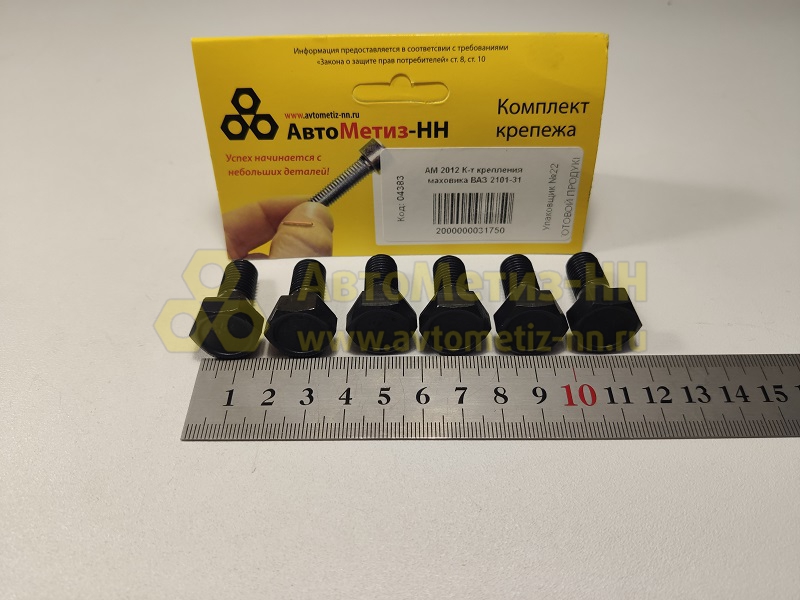 Информация предоставляется в соответсвии с требованиями
«Закона о защите прав потребителей» ст. 8, ст. 10
www.avtometiz-nn.ru
АвтоМетиз-НН
Комплект
крепежа
Успех начинается с
небольших деталей!
Код: 04383
АМ 2012 К-т крепления
маховика ВАЗ 2101-31
2000000031750
Упаковщик №22
ОТОВОЙ ПРОДУКЦ
АвтоМетиз-НН
www.avtometiz-nn.ru
1 2 3 4 5 6 7 8 9 10 11 12 13 14 15